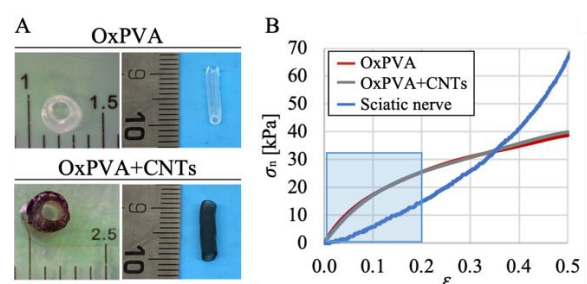 A
OxPVA
1
1.5
9
10
OxPVA+CNTs
2.5
9
10
B
70
60
50
40
30
20
10
0
σn [kPa]
OxPVA
OxPVA+CNTs
Sciatic nerve
0.0 0.1 0.2 0.3 0.4 0.5
ε